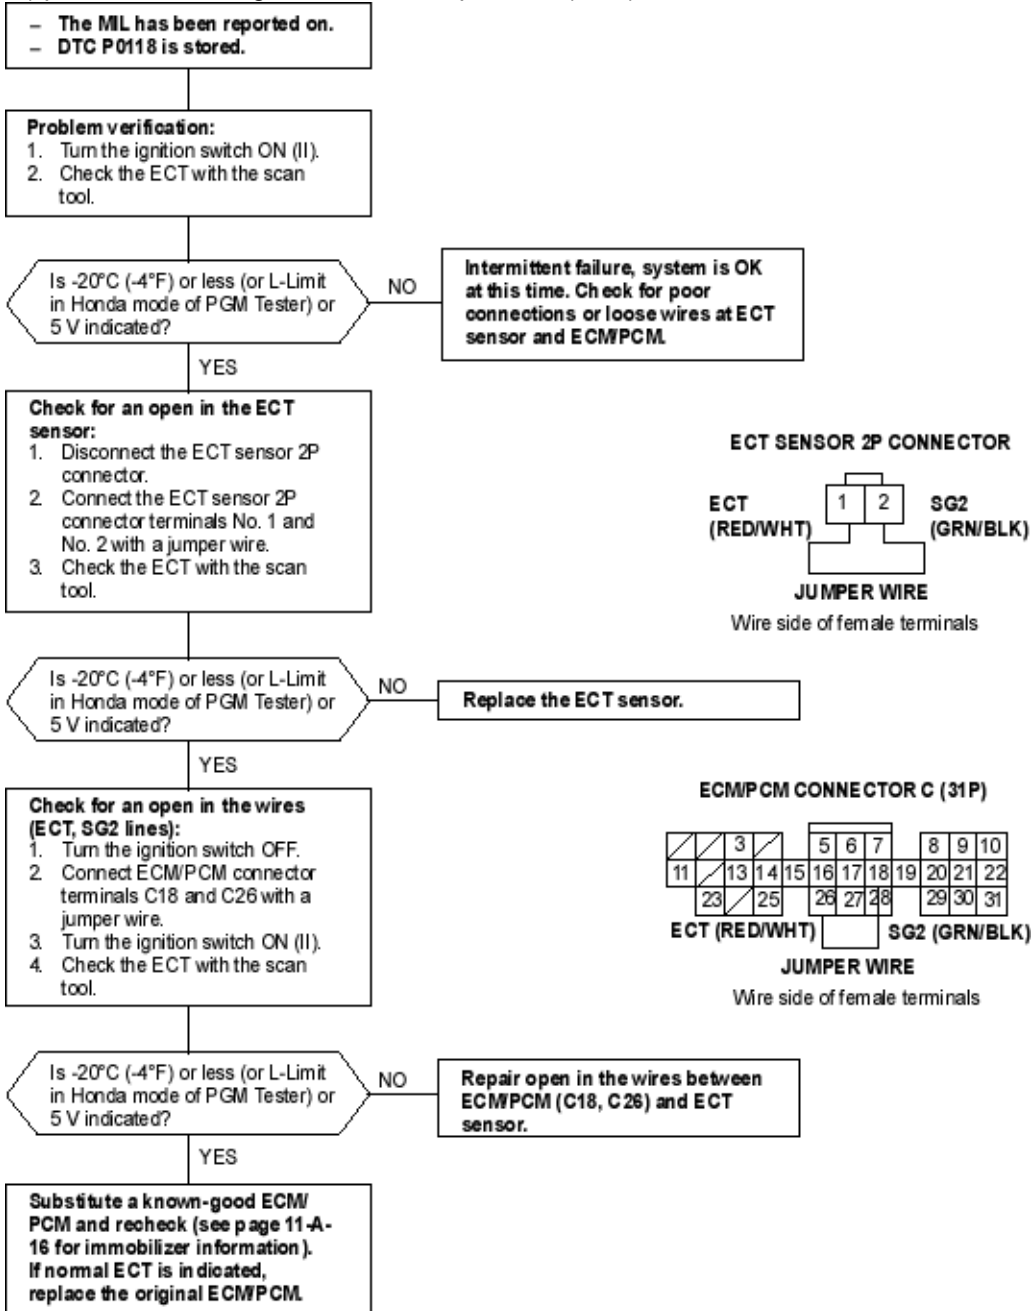 – The MIL has been reported on.
– DTC P0118 is stored.
Problem verification:
1. Turn the ignition switch ON (II).
2. Check the ECT with the scan
tool.
Is -20°C (-4°F) or less (or L-Limit
in Honda mode of PGM Tester) or
5 V indicated?
NO
Intermittent failure, system is OK
at this time. Check for poor
connections or loose wires at ECT
sensor and ECM/PCM.
YES
Check for an open in the ECT
sensor:
1. Disconnect the ECT sensor 2P
connector.
2. Connect the ECT sensor 2P
connector terminals No. 1 and
No. 2 with a jumper wire.
3. Check the ECT with the scan
tool.
ECT SENSOR 2P CONNECTOR
ECT
(RED/WHT)
1 2
SG2
(GRN/BLK)
JUMPER WIRE
Wire side of female terminals
Is -20°C (-4°F) or less (or L-Limit
in Honda mode of PGM Tester) or
5 V indicated?
NO
Replace the ECT sensor.
YES
Check for an open in the wires
(ECT, SG2 lines):
1. Turn the ignition switch OFF.
2. Connect ECM/PCM connector
terminals C18 and C26 with a
jumper wire.
3. Turn the ignition switch ON (II).
4. Check the ECT with the scan
tool.
ECM/PCM CONNECTOR C (31P)
3 5 6 7 8 9 10
11 13 14 15 16 17 18 19 20 21 22
23 25 26 27 28 29 30 31
ECT (RED/WHT)
SG2 (GRN/BLK)
JUMPER WIRE
Wire side of female terminals
Is -20°C (-4°F) or less (or L-Limit
in Honda mode of PGM Tester) or
5 V indicated?
NO
Repair open in the wires between
ECM/PCM (C18, C26) and ECT
sensor.
YES
Substitute a known-good ECM/
PCM and recheck (see page 11-A-
16 for immobilizer information).
If normal ECT is indicated,
replace the original ECM/PCM.